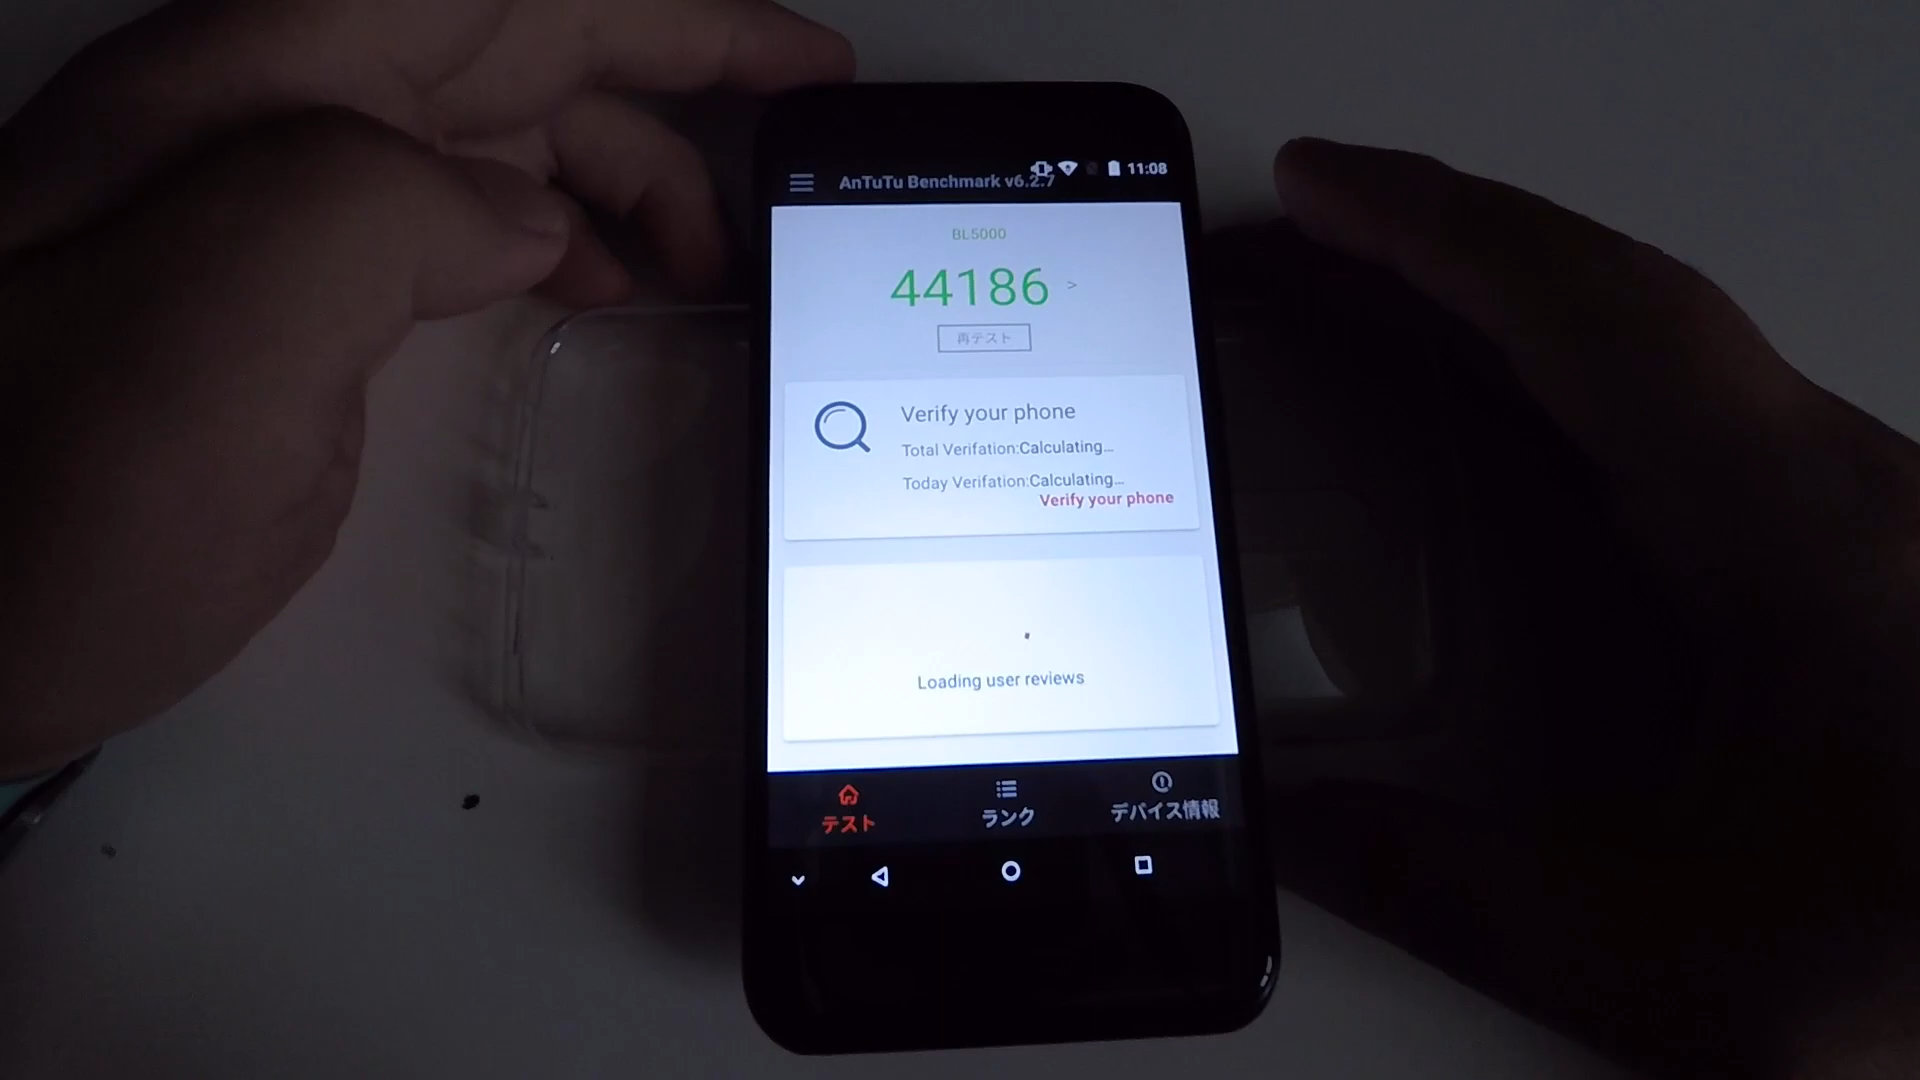 11:08
AnTuTu Benchmark v6.2.7
BL5000
44186 >
再テスト
Verify your phone
Total Verifation:Calculating...
Today Verifation:Calculating...
Verify your phone
Loading user reviews
テスト
ランク
デバイス情報